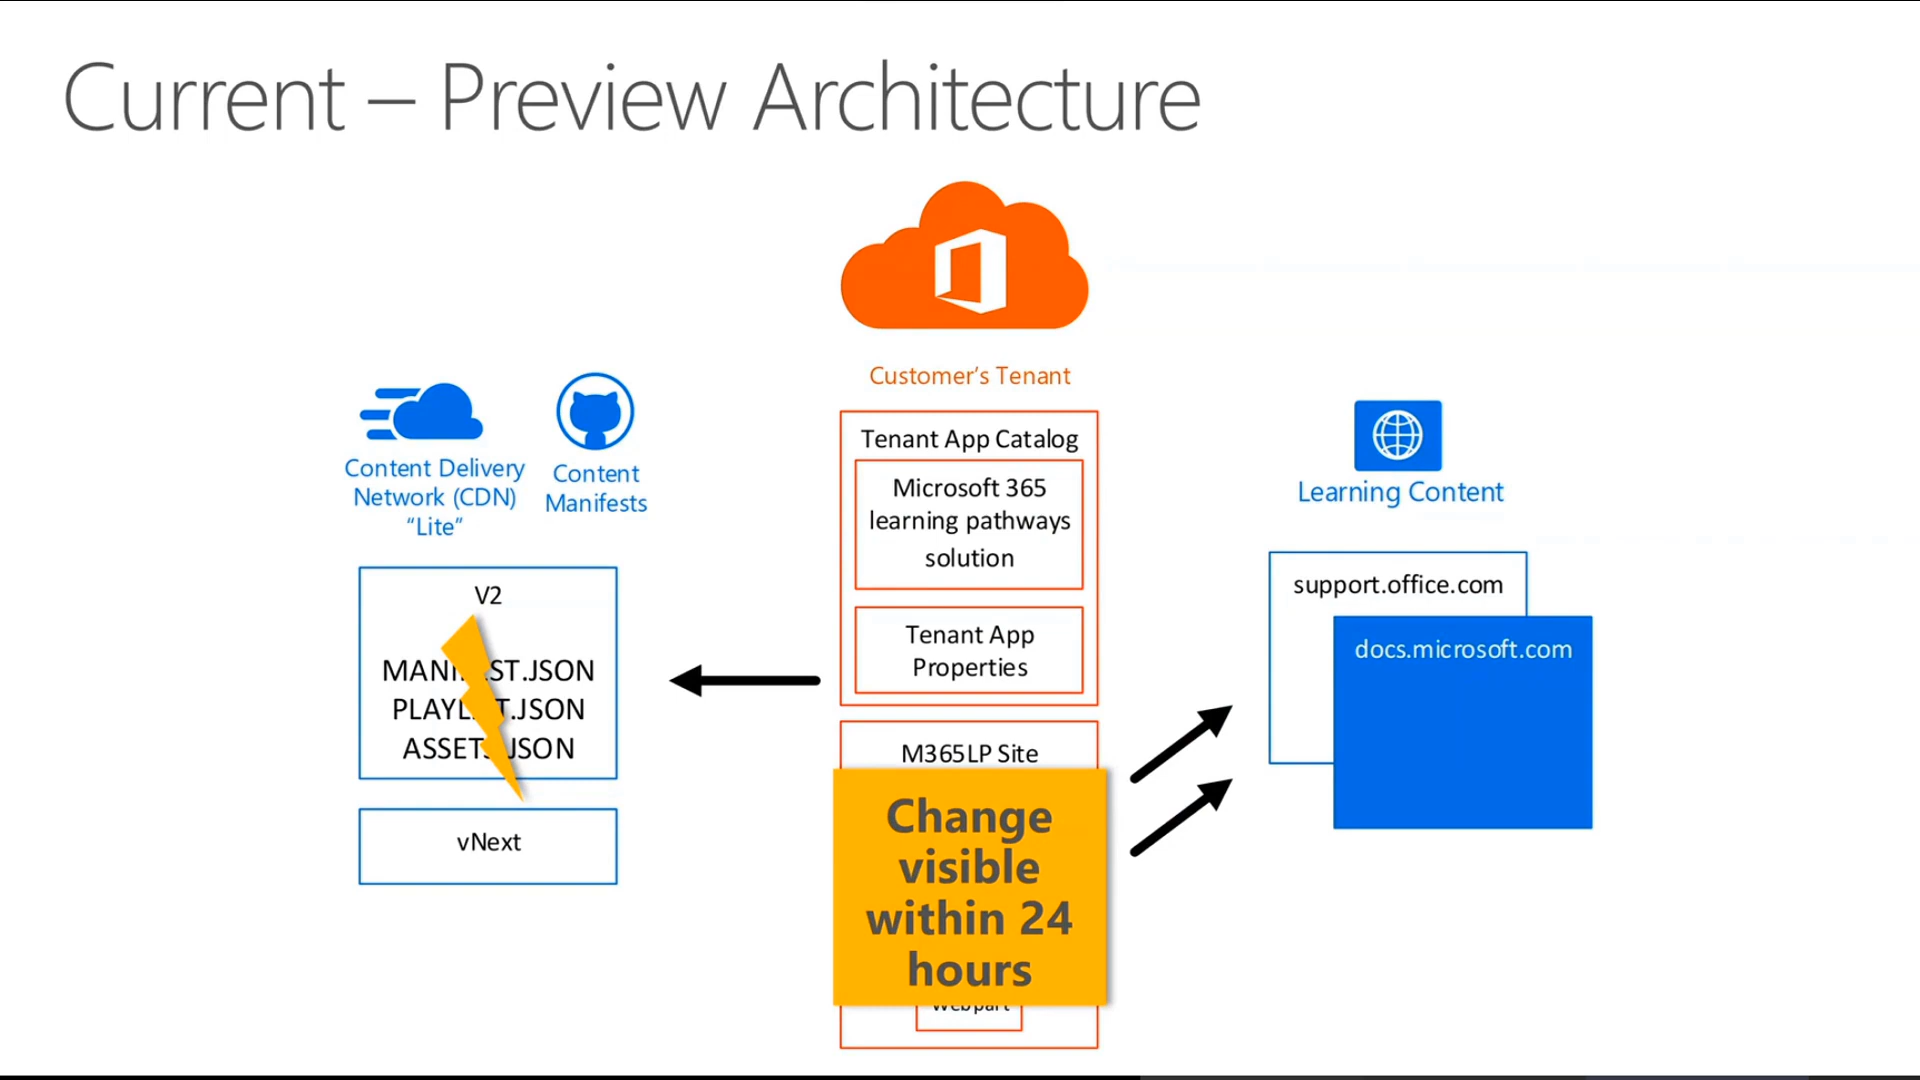 Current – Preview Architecture
Customer's Tenant
Content Delivery
Network (CDN)
“Lite”
Content
Manifests
V2
MANIFEST.JSON
PLAYLIST.JSON
ASSETS.JSON
vNext
Tenant App Catalog
Microsoft 365
learning pathways
solution
Tenant App
Properties
M365LP Site
Change
visible
within 24
hours
Webpart
Learning Content
support.office.com
docs.microsoft.com